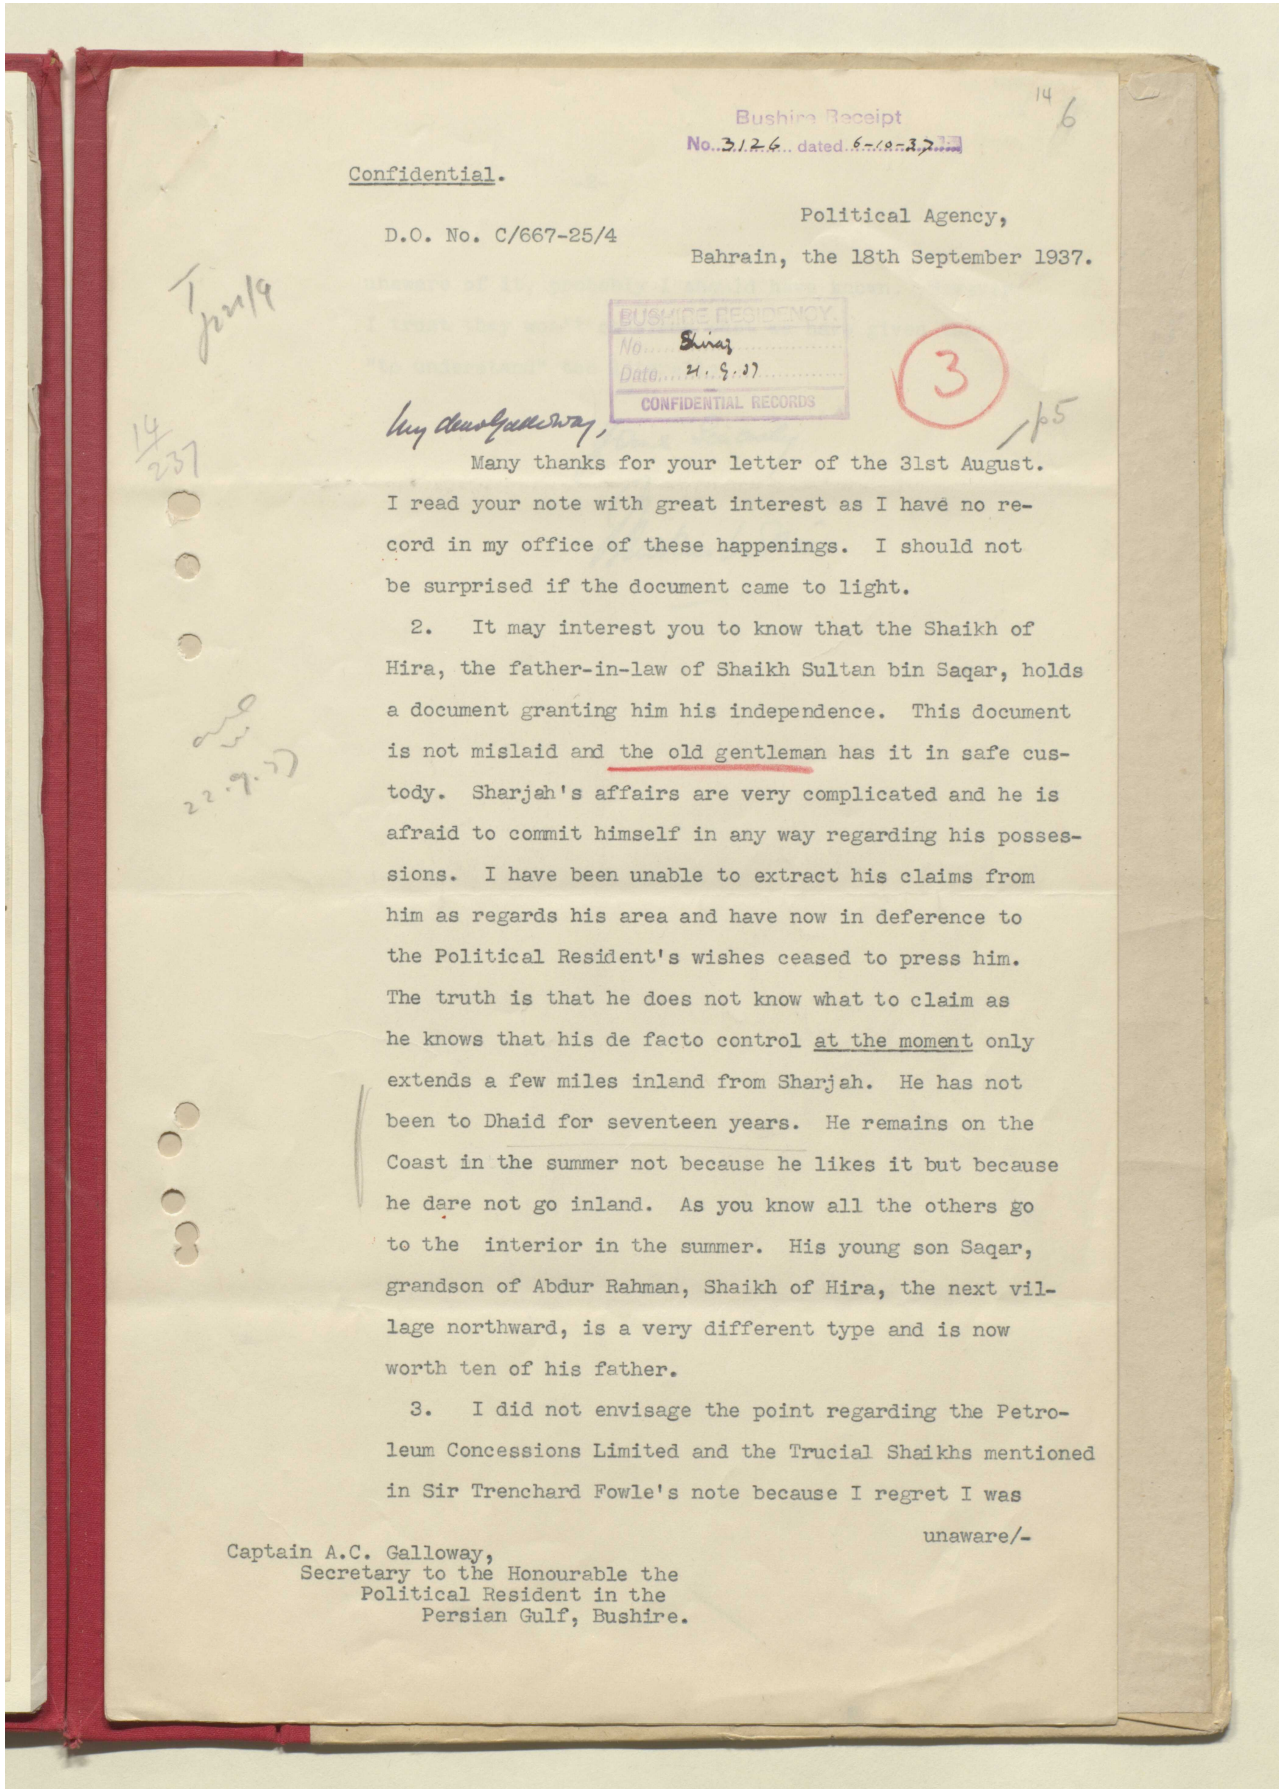 14
6
Bushire Receipt
No. 3126 dated 6-10-37
Confidential.
Political Agency,
D.O. No. C/667-25/4
Bahrain, the 18th September 1937.
BUSHIRE RESIDENCY.
No. Shiraz
Date 21.9.37
CONFIDENTIAL RECORDS
3
My dear Galloway,
p5
14/237
Many thanks for your letter of the 31st August.
I read your note with great interest as I have no re-
cord in my office of these happenings. I should not
be surprised if the document came to light.
2. It may interest you to know that the Shaikh of
Hira, the father-in-law of Shaikh Sultan bin Saqar, holds
a document granting him his independence. This document
is not mislaid and the old gentleman has it in safe cus-
22.9.37
tody. Sharjah's affairs are very complicated and he is
afraid to commit himself in any way regarding his posses-
sions. I have been unable to extract his claims from
him as regards his area and have now in deference to
the Political Resident's wishes ceased to press him.
The truth is that he does not know what to claim as
he knows that his de facto control at the moment only
extends a few miles inland from Sharjah. He has not
been to Dhaid for seventeen years. He remains on the
Coast in the summer not because he likes it but because
he dare not go inland. As you know all the others go
to the interior in the summer. His young son Saqar,
grandson of Abdur Rahman, Shaikh of Hira, the next vil-
lage northward, is a very different type and is now
worth ten of his father.
3. I did not envisage the point regarding the Petro-
leum Concessions Limited and the Trucial Shaikhs mentioned
in Sir Trenchard Fowle's note because I regret I was
unaware/-
Captain A.C. Galloway,
Secretary to the Honourable the
Political Resident in the
Persian Gulf, Bushire.